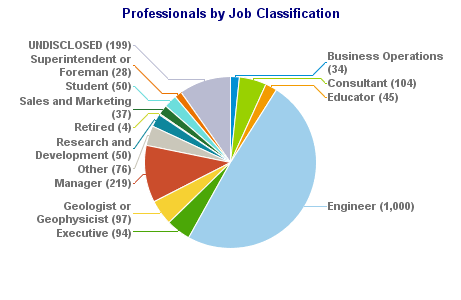 Professionals by Job Classification
UNDISCLOSED (199)
Superintendent or
Foreman (28)
Student (50)
Sales and Marketing
(37)
Retired (4)
Research and
Development (50)
Other (76)
Manager (219)
Geologist or
Geophysicist (97)
Executive (94)
Business Operations
(34)
Consultant (104)
Educator (45)
Engineer (1,000)